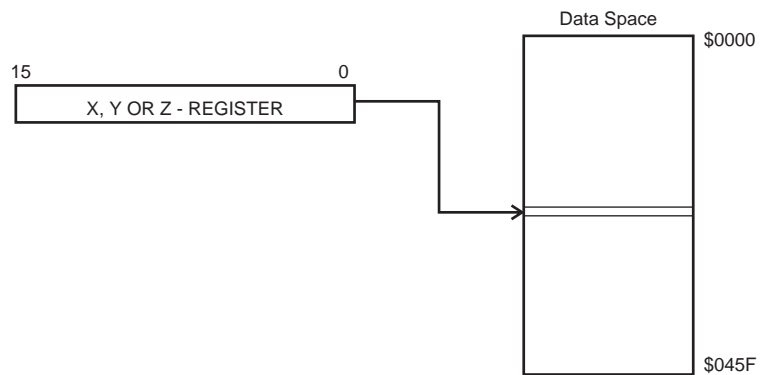 Data Space
$0000
15 0
X, Y OR Z - REGISTER
$045F